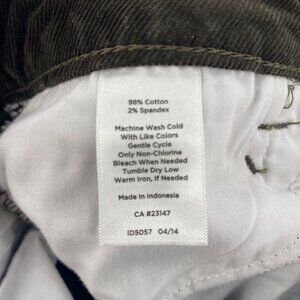 98% Cotton
2% Spandex
Machine Wash Cold
With Like Colors
Gentle Cycle
Only Non-Chlorine
Bleach When Needed
Tumble Dry Low
Warm Iron, If Needed
Made in Indonesia
CA #23147
ID5057 04/14